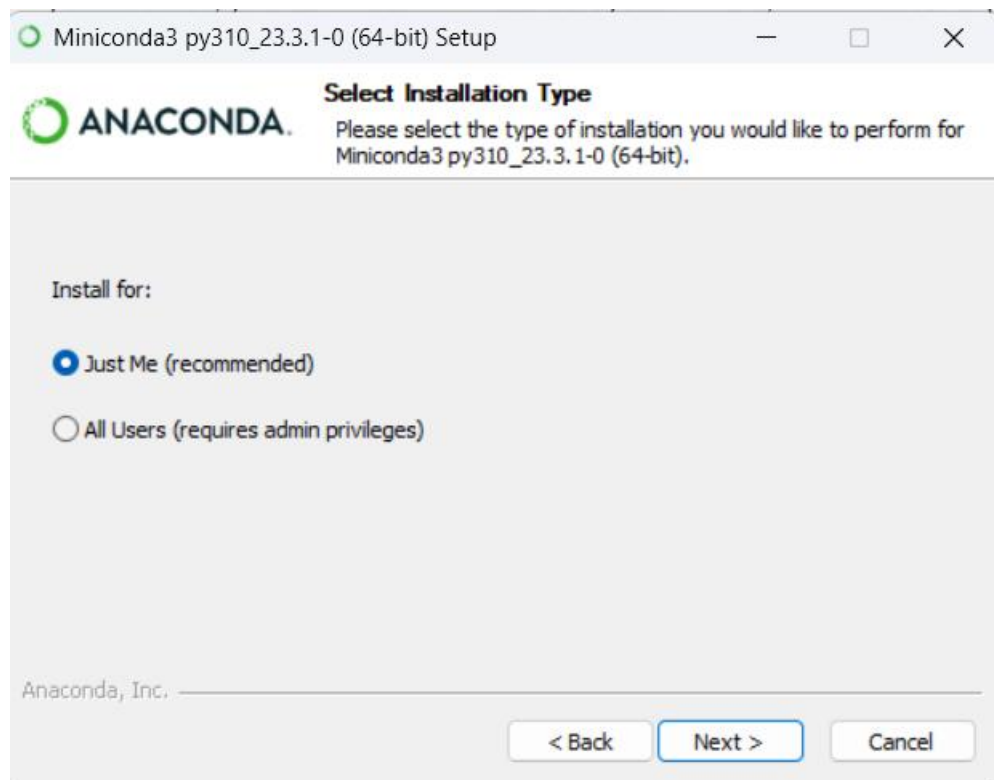 Miniconda3 py310_23.3.1-0 (64-bit) Setup
ANACONDA.
Select Installation Type
Please select the type of installation you would like to perform for
Miniconda3 py310_23.3.1-0 (64-bit).
Install for:
Just Me (recommended)
All Users (requires admin privileges)
Anaconda, Inc.
< Back
Next >
Cancel